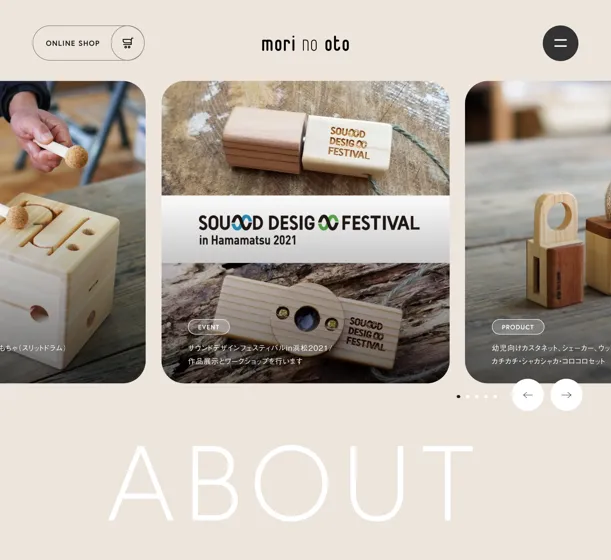 ONLINE SHOP
mori no oto
SOUND
DESIGN
FESTIVAL
SOUND DESIGN FESTIVAL
in Hamamatsu 2021
SOUND
DESIGN
FESTIVAL
EVENT
サウンドデザインフェスティバルin高松2021 /
作品展示とワークショップを行います
もちゃ（スリットドラム）
PRODUCT
幼児向けカスタネット、シェーカー、ウッ
カチカチ・シャカシャカ・コロコロセット
ABOUT